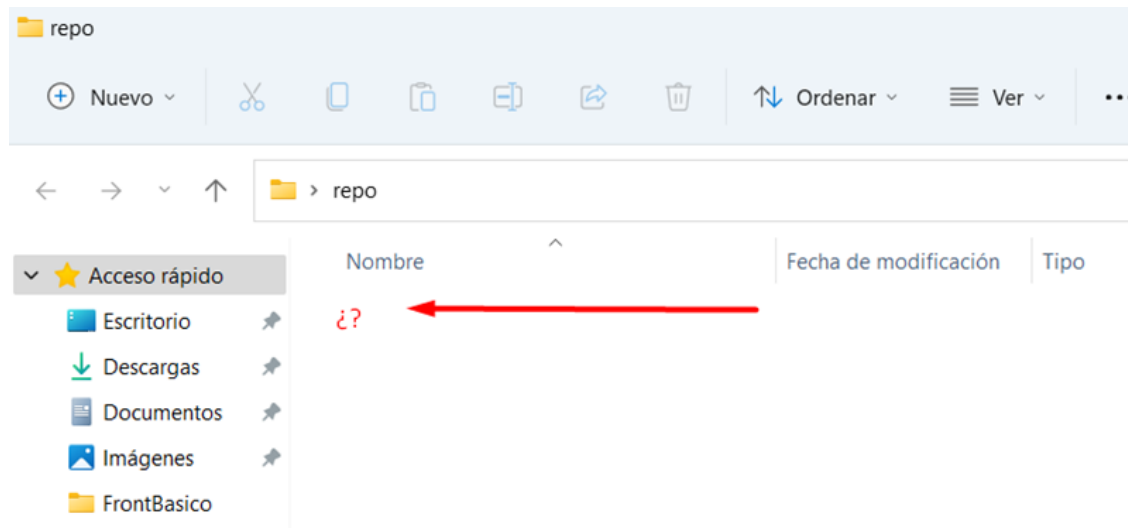 repo
Nuevo
Ordenar
Ver
repo
Nombre
Fecha de modificación
Tipo
Acceso rápido
¿?
Escritorio
Descargas
Documentos
Imágenes
FrontBasico